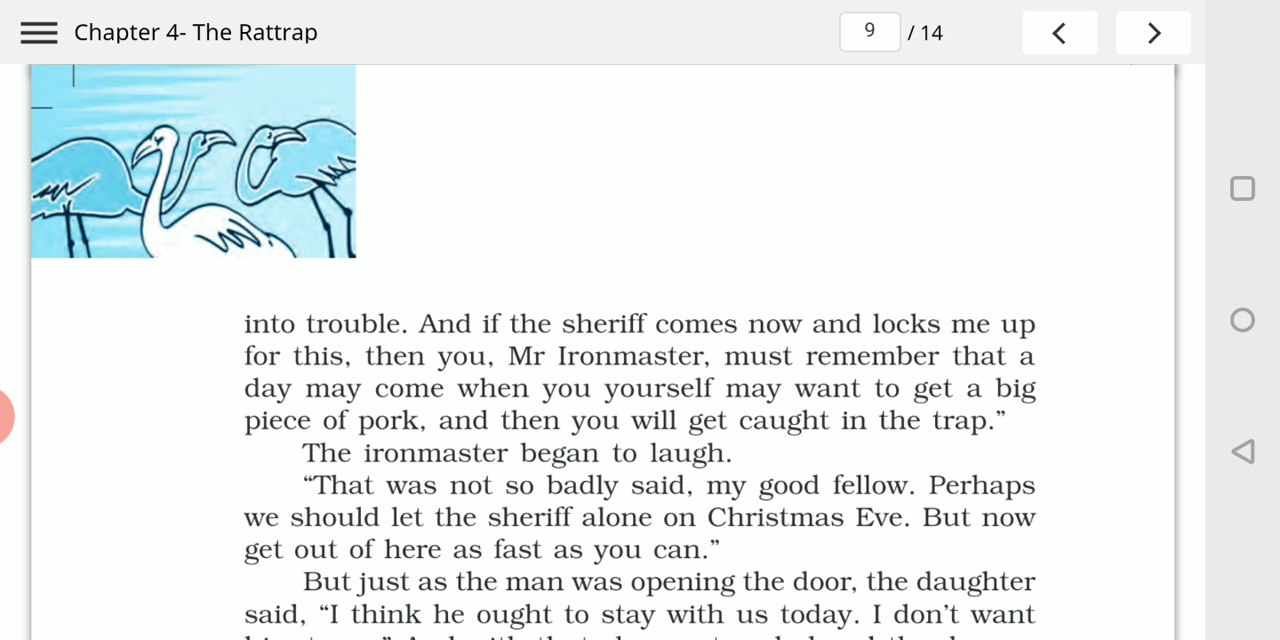 Chapter 4- The Rattrap
9 / 14
into trouble. And if the sheriff comes now and locks me up
for this, then you, Mr Ironmaster, must remember that a
day may come when you yourself may want to get a big
piece of pork, and then you will get caught in the trap.”
The ironmaster began to laugh.
“That was not so badly said, my good fellow. Perhaps
we should let the sheriff alone on Christmas Eve. But now
get out of here as fast as you can.”
But just as the man was opening the door, the daughter
said, “I think he ought to stay with us today. I don’t want